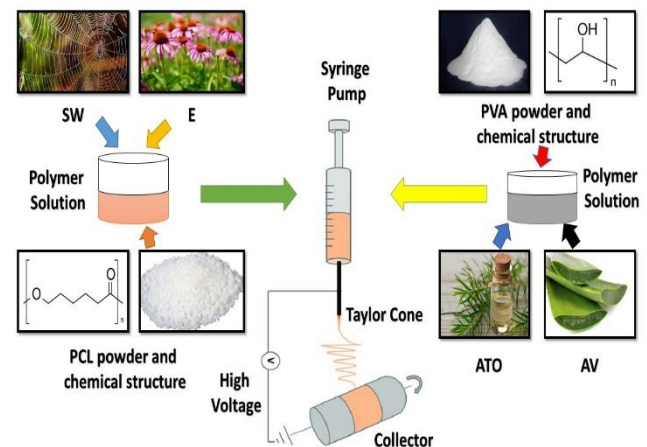 SW
E
Polymer
Solution
O
O
n
PCL powder and
chemical structure
Syringe
Pump
Taylor Cone
V
High
Voltage
Collector
OH
n
PVA powder and
chemical structure
Polymer
Solution
ATO
AV